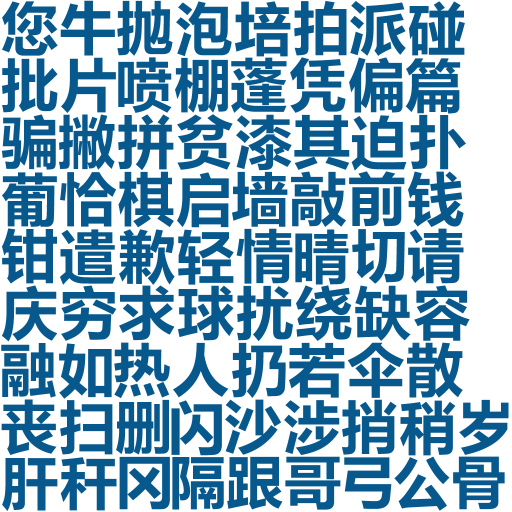 您牛抛泡培拍派碰
批片喷棚蓬凭偏篇
骗撇拼贫漆其迫扑
葡恰棋启墙敲前钱
钳遣歉轻情晴切请
庆穷求球扰绕缺容
融如热人扔若伞散
丧扫删闪沙涉捎稍岁
肝秆冈隔跟哥弓公骨